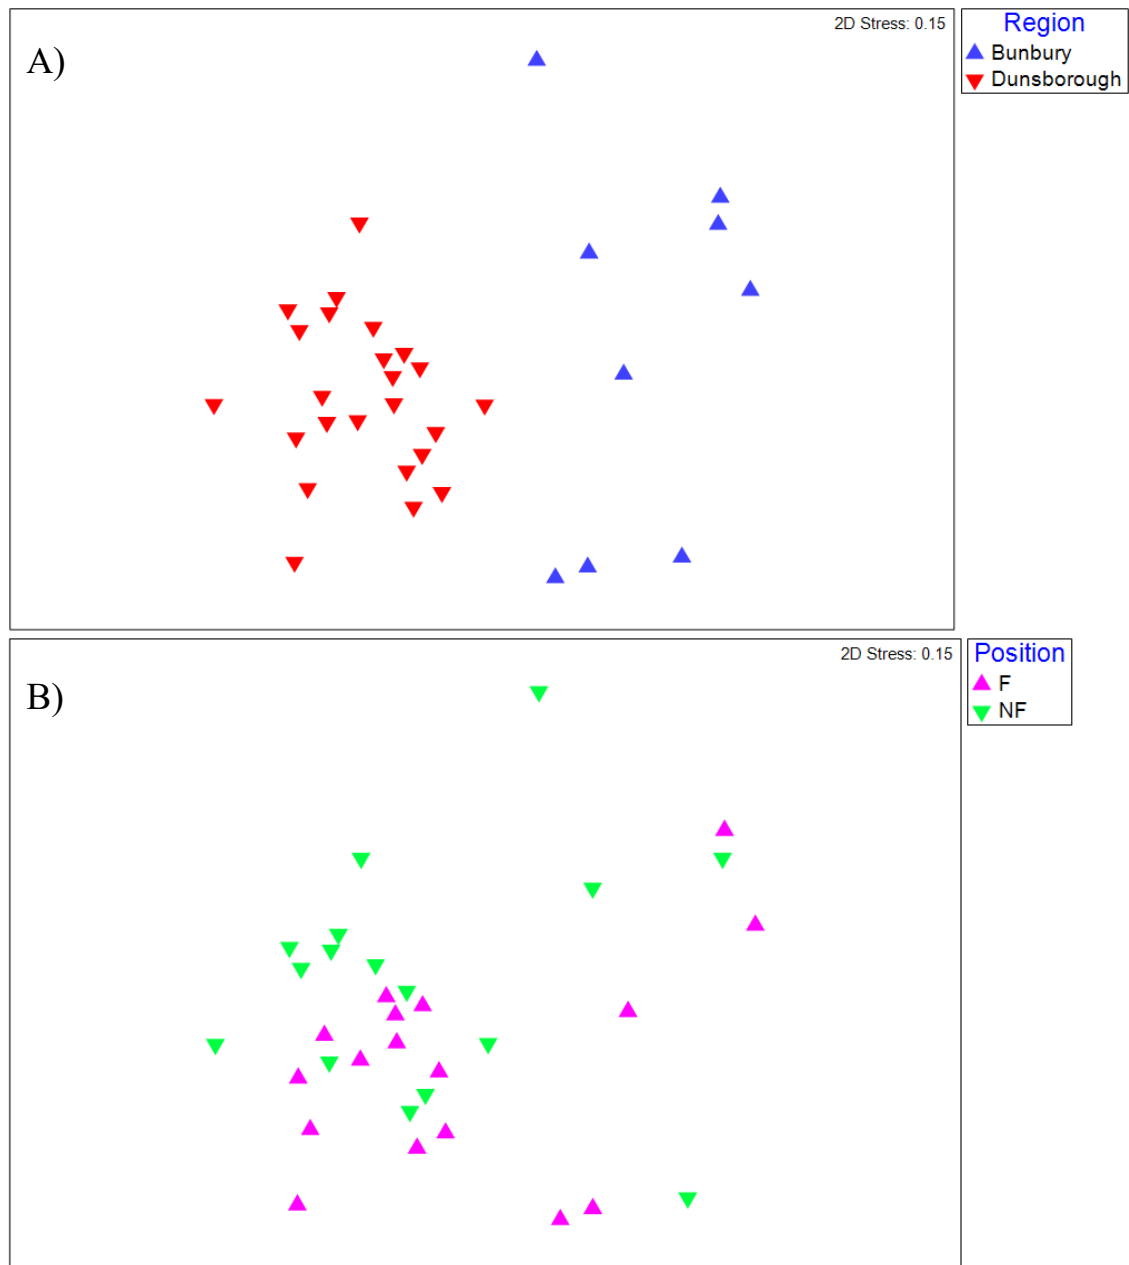 2D Stress: 0.15
Region
A)
Bunbury
Dunsborough
2D Stress: 0.15
Position
B)
F
NF